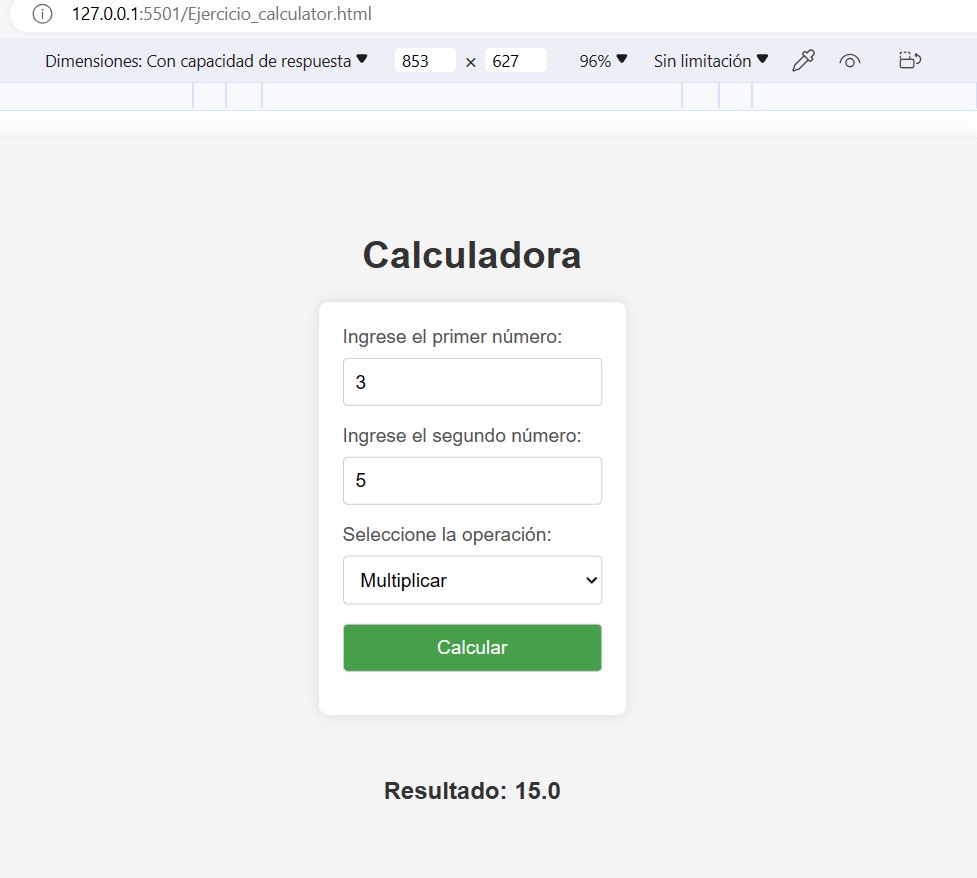 127.0.0.1:5501/Ejercicio_calculator.html
Dimensiones: Con capacidad de respuesta 853 × 627 96% Sin limitación
Calculadora
Ingrese el primer número:
3
Ingrese el segundo número:
5
Seleccione la operación:
Multiplicar
Calcular
Resultado: 15.0